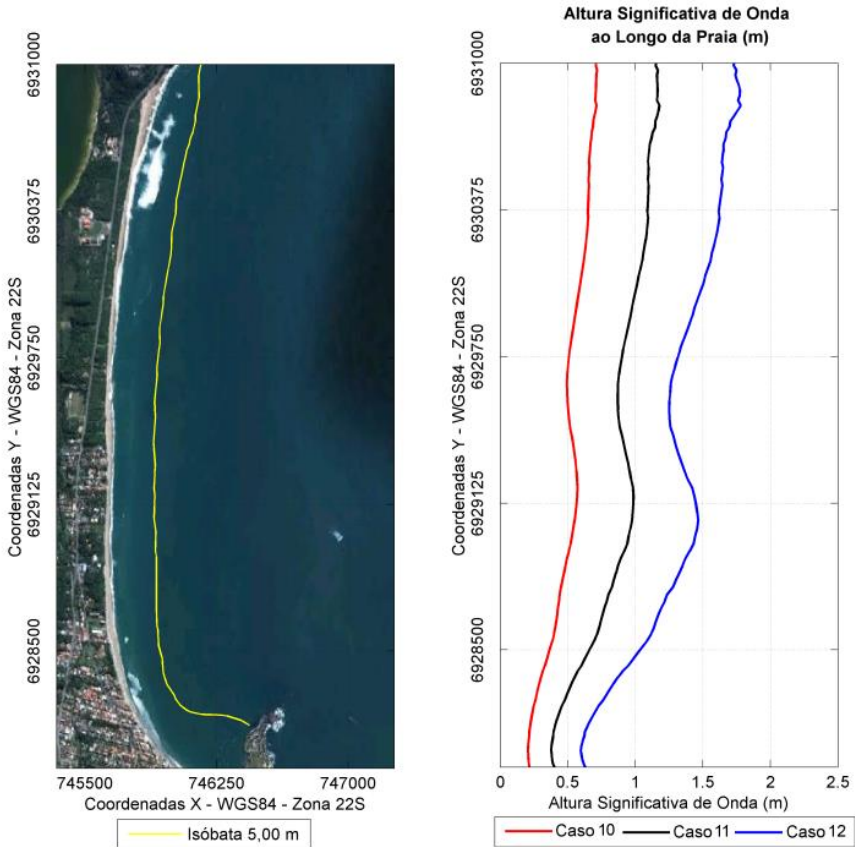 Altura Significativa de Onda
ao Longo da Praia (m)
6931000
6930375
6929750
6929125
6928500
Coordenadas Y - WGS84 - Zona 22S
745500
746250
747000
Coordenadas X - WGS84 - Zona 22S
Isóbata 5,00 m
6931000
6930375
6929750
6929125
6928500
Coordenadas Y - WGS84 - Zona 22S
0
0.5
1
1.5
2
2.5
Altura Significativa de Onda (m)
Caso 10
Caso 11
Caso 12